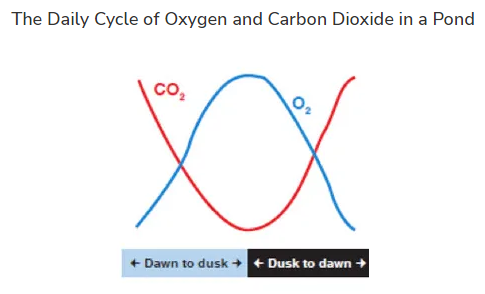 The Daily Cycle of Oxygen and Carbon Dioxide in a Pond
CO₂
O₂
← Dawn to dusk →
← Dusk to dawn →